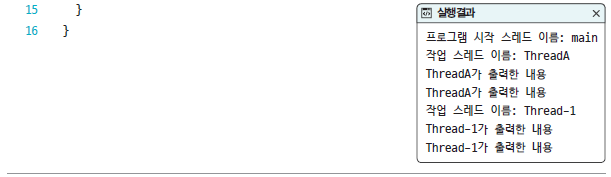 15 }
16 }
실행결과
프로그램 시작 스레드 이름: main
작업 스레드 이름: ThreadA
ThreadA가 출력한 내용
ThreadA가 출력한 내용
작업 스레드 이름: Thread-1
Thread-1가 출력한 내용
Thread-1가 출력한 내용